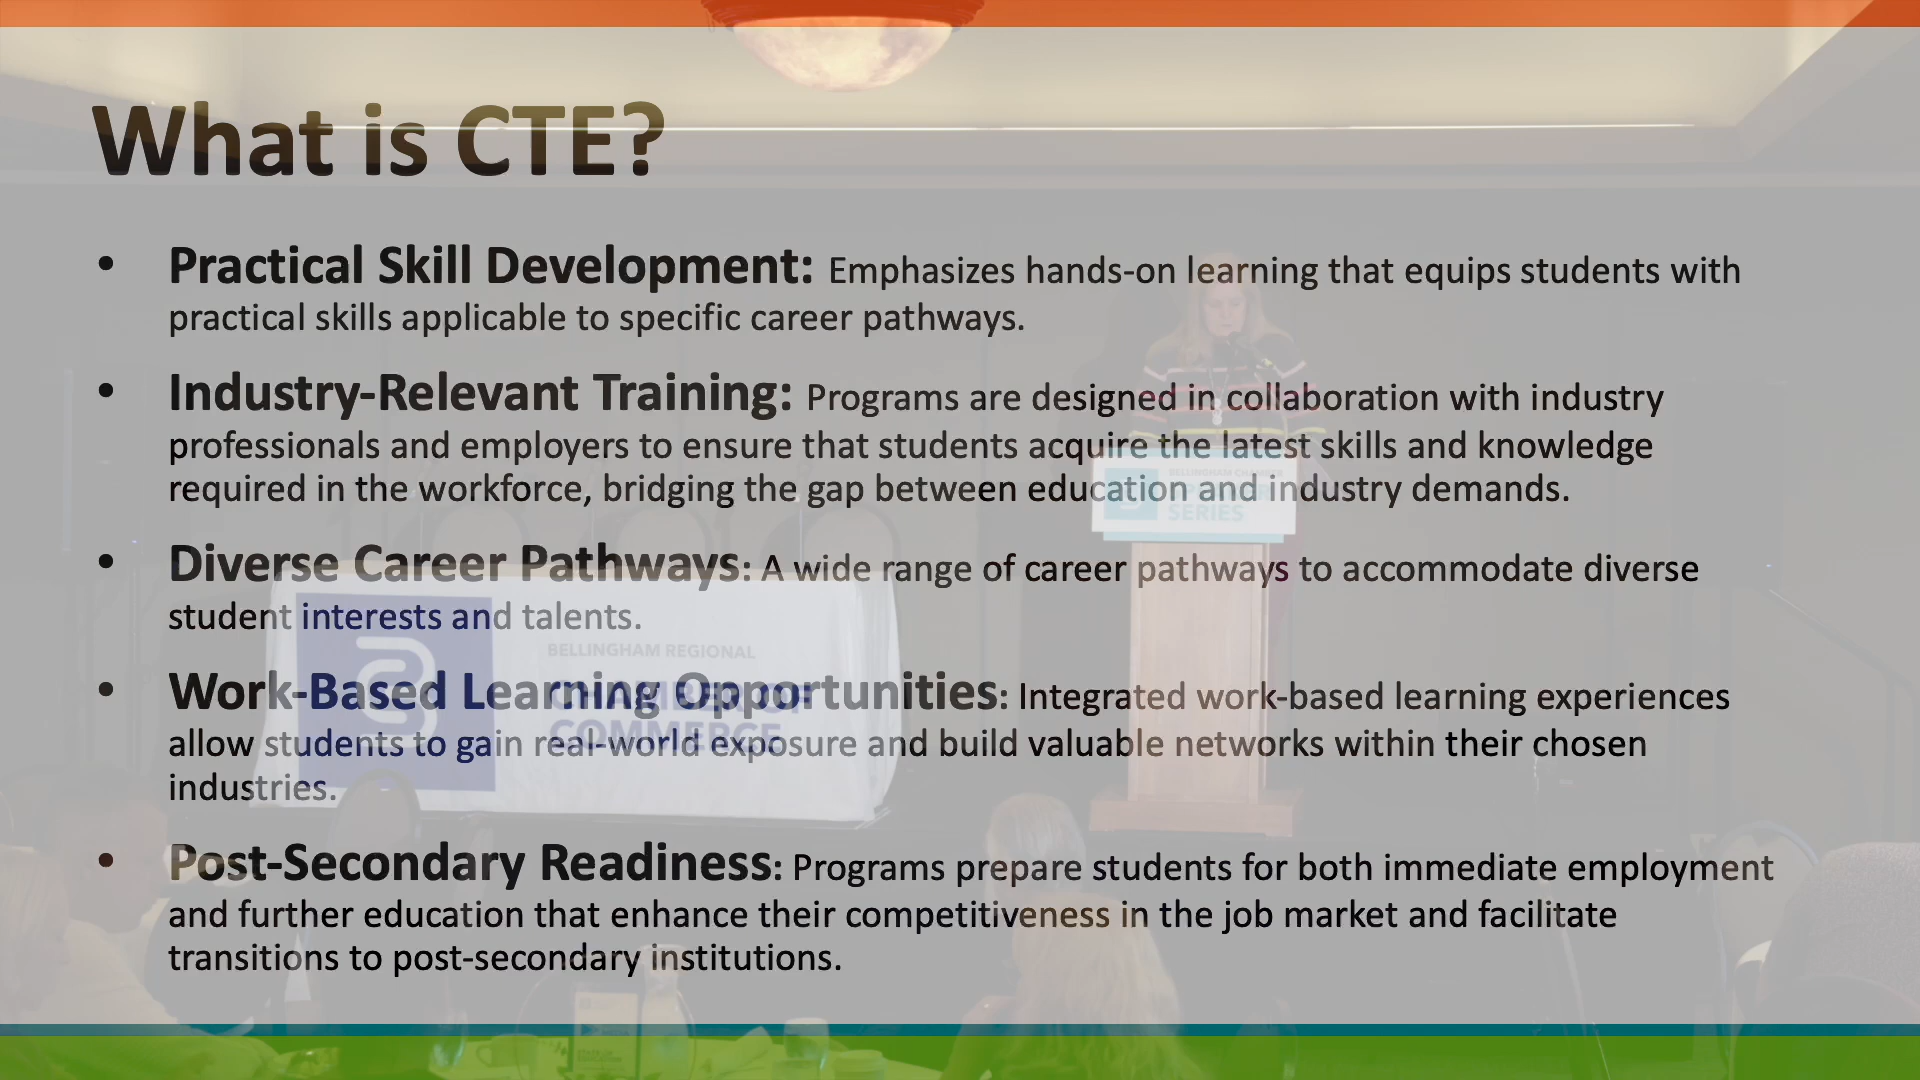 What is CTE?
• Practical Skill Development: Emphasizes hands-on learning that equips students with
practical skills applicable to specific career pathways.
• Industry-Relevant Training: Programs are designed in collaboration with industry
professionals and employers to ensure that students acquire the latest skills and knowledge
required in the workforce, bridging the gap between education and industry demands.
• Diverse Career Pathways: A wide range of career pathways to accommodate diverse
student interests and talents.
• Work-Based Learning Opportunities: Integrated work-based learning experiences
allow students to gain real-world exposure and build valuable networks within their chosen
industries.
• Post-Secondary Readiness: Programs prepare students for both immediate employment
and further education that enhance their competitiveness in the job market and facilitate
transitions to post-secondary institutions.
BELLINGHAM CHAMBER
SERIES
BELLINGHAM REGIONAL
CHAMBER OF
COMMERCE